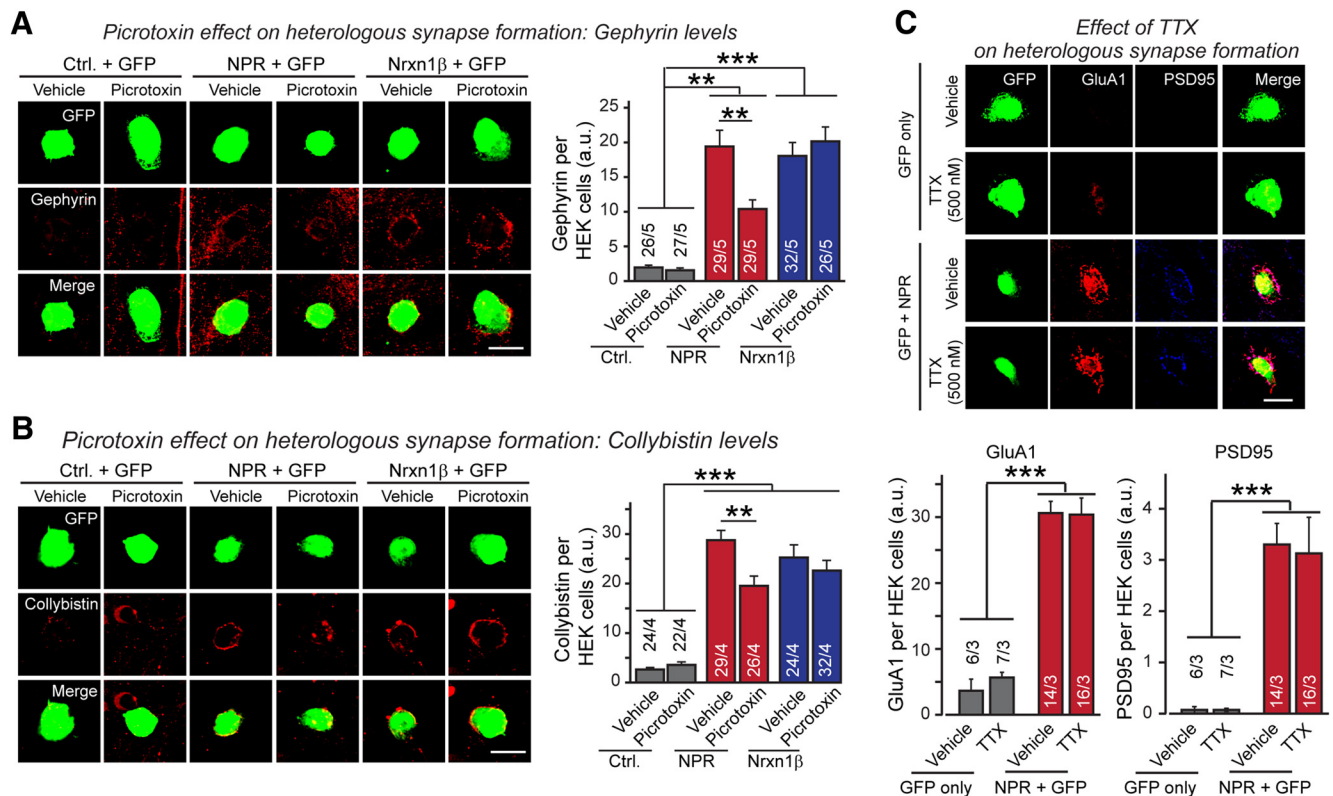 A
Picrotoxin effect on heterologous synapse formation: Gephyrin levels
Ctrl. + GFP NPR + GFP Nrxn1β + GFP
Vehicle Picrotoxin Vehicle Picrotoxin Vehicle Picrotoxin
GFP
Gephyrin
Merge
Gephyrin per
HEK cells (a.u.)
25
20
15
10
5
0
***
**
**
26/5 27/5 29/5 29/5 32/5 26/5
Vehicle Picrotoxin Vehicle Picrotoxin Vehicle Picrotoxin
Ctrl. NPR Nrxn1β
B
Picrotoxin effect on heterologous synapse formation: Collybistin levels
Ctrl. + GFP NPR + GFP Nrxn1β + GFP
Vehicle Picrotoxin Vehicle Picrotoxin Vehicle Picrotoxin
GFP
Collybistin
Merge
Collybistin per
HEK cells (a.u.)
30
20
10
0
***
**
24/4 22/4 29/4 26/4 24/4 32/4
Vehicle Picrotoxin Vehicle Picrotoxin Vehicle Picrotoxin
Ctrl. NPR Nrxn1β
C
Effect of TTX
on heterologous synapse formation
GFP GluA1 PSD95 Merge
GFP only
Vehicle
TTX
(500 nM)
GFP + NPR
Vehicle
TTX
(500 nM)
GluA1
GluA1 per HEK cells (a.u.)
30
20
10
0
***
6/3 7/3 14/3 16/3
Vehicle TTX Vehicle TTX
GFP only NPR + GFP
PSD95
PSD95 per HEK cells (a.u.)
4
3
2
1
0
***
6/3 7/3 14/3 16/3
Vehicle TTX Vehicle TTX
GFP only NPR + GFP